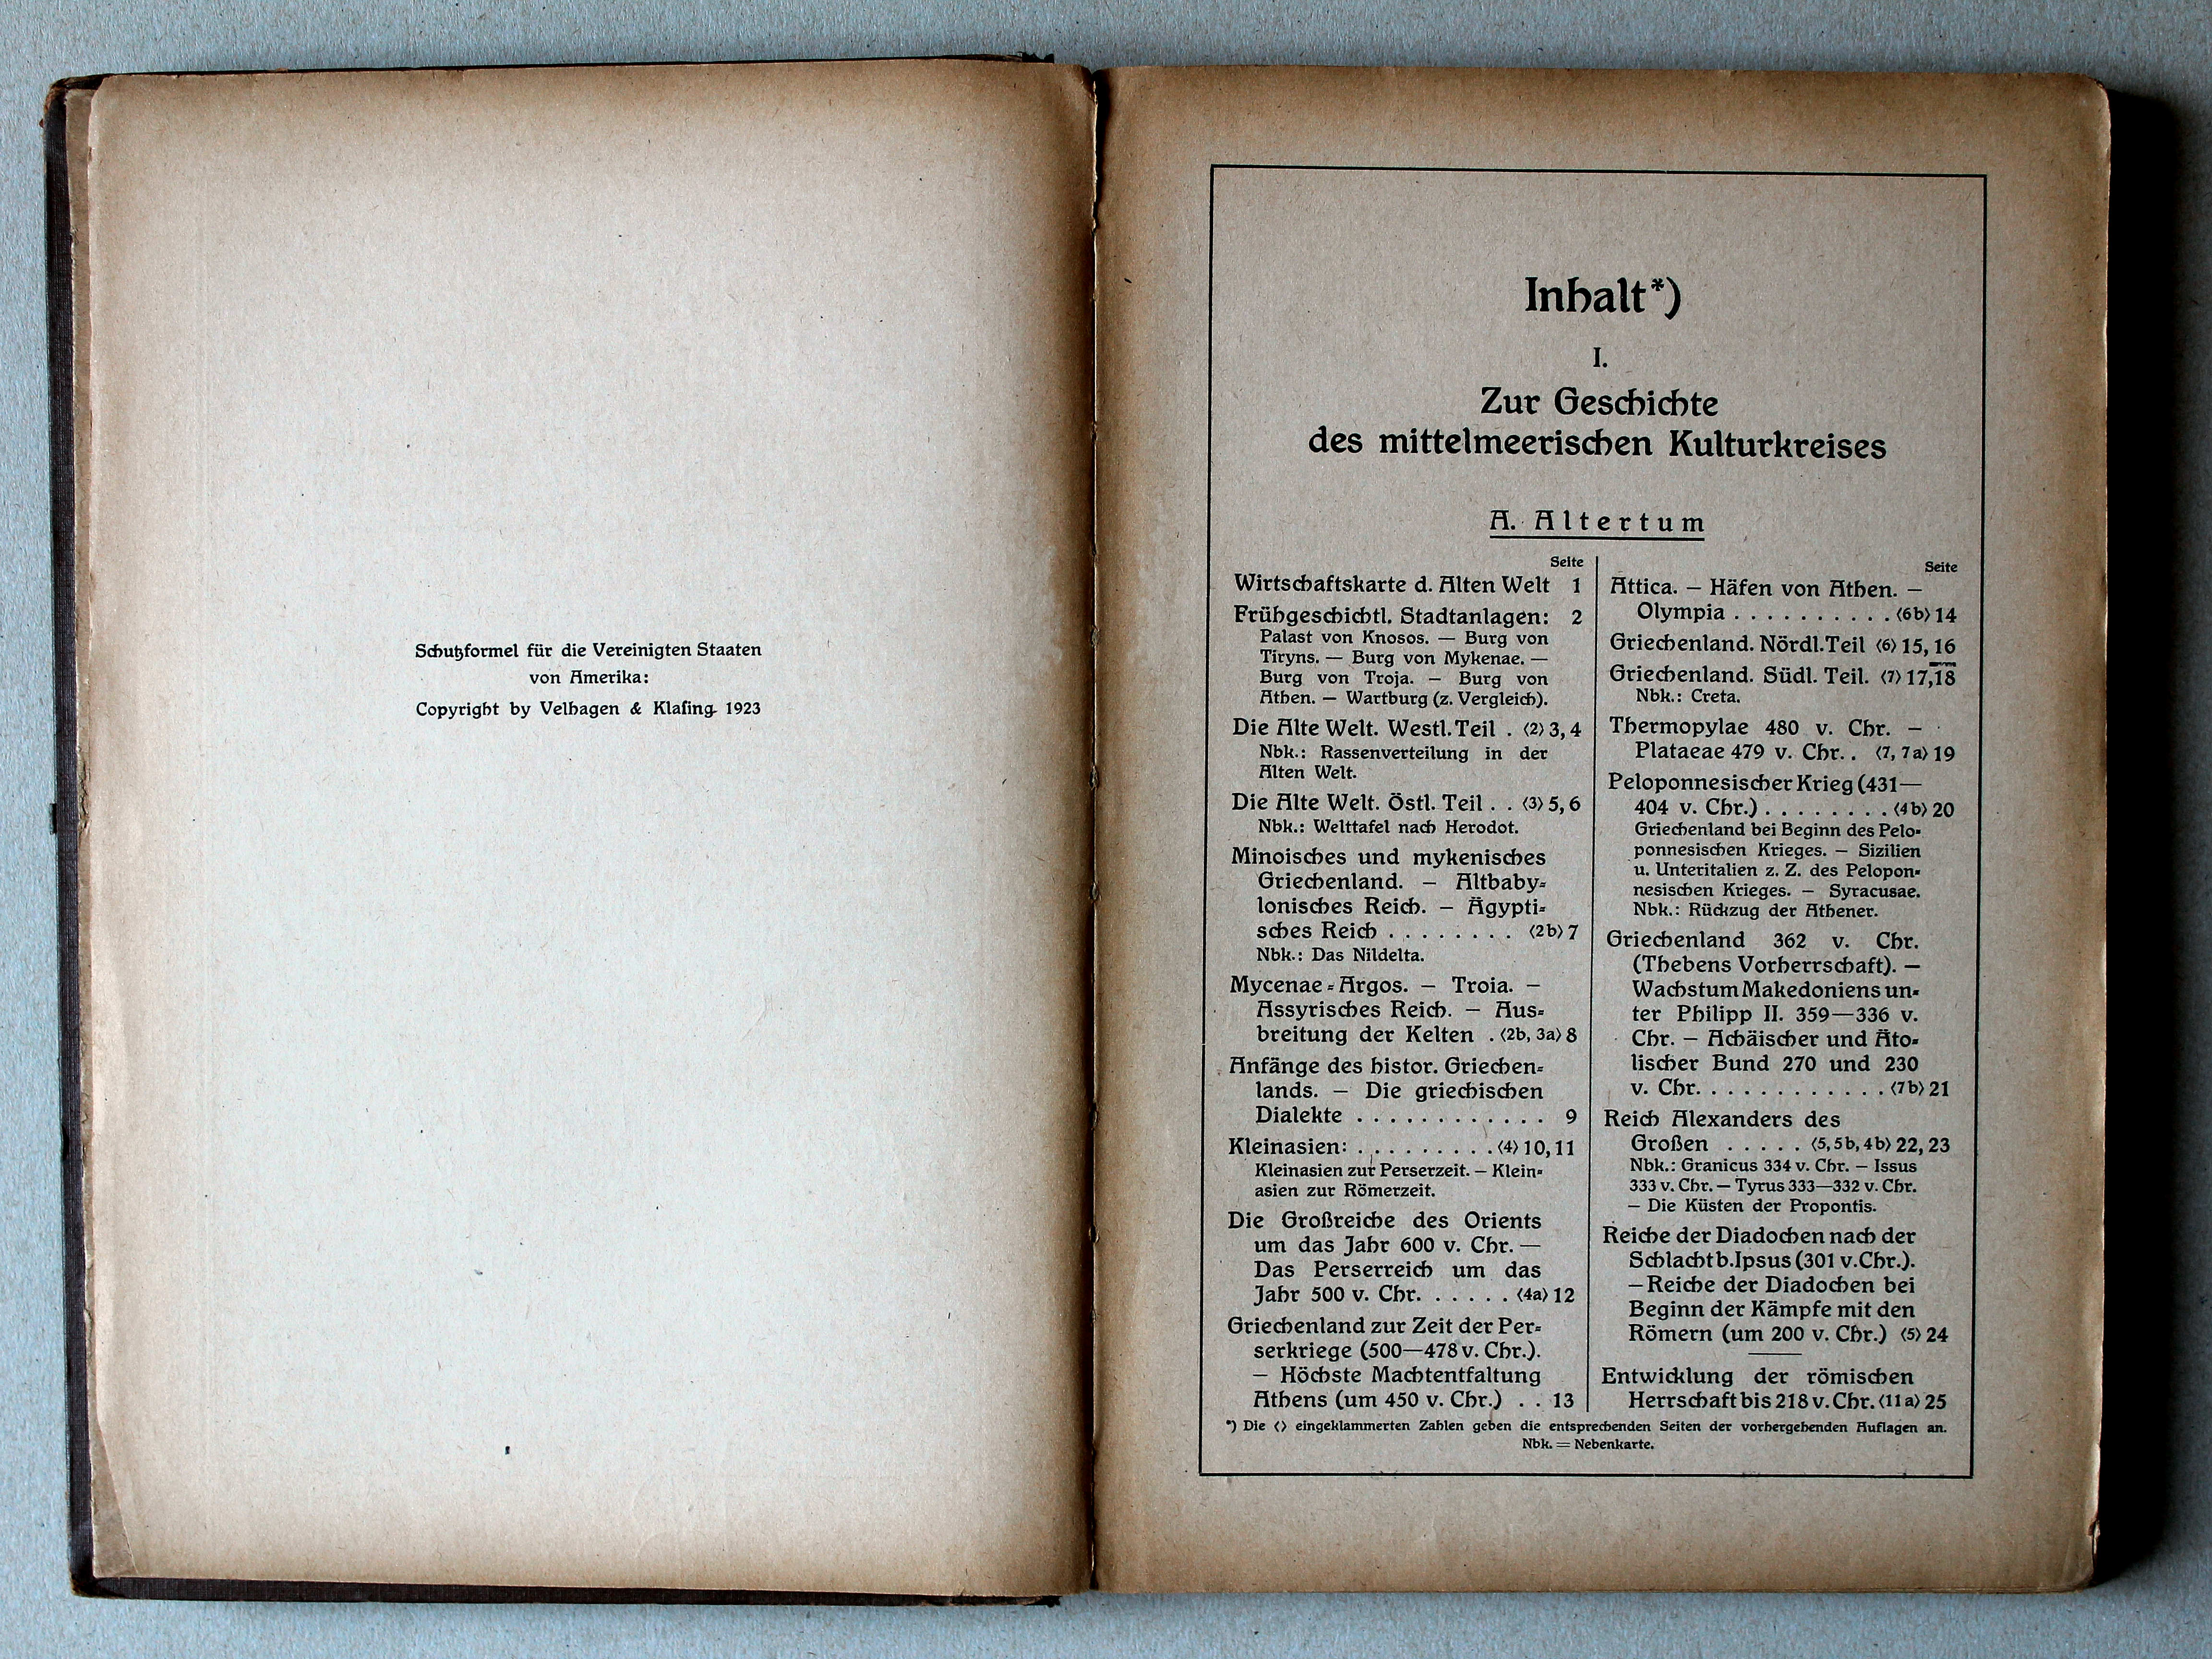 Schutzformel für die Vereinigten Staaten
von Amerika:
Copyright by Velhagen & Klasing 1923
Inhalt*)
I.
Zur Geschichte
des mittelmeerischen Kulturkreises
A. Altertum
Seite
Wirtschaftskarte d. Alten Welt 1
Frühgeschichtl. Stadtanlagen: 2
Palast von Knosos. — Burg von
Tiryns. — Burg von Mykenae. —
Burg von Troja. — Burg von
Athen. — Wartburg (z. Vergleich).
Die Alte Welt. Westl. Teil . ⟨2⟩ 3, 4
Nbk.: Rassenverteilung in der
Alten Welt.
Die Alte Welt. Östl. Teil . . ⟨3⟩ 5, 6
Nbk.: Welttafel nach Herodot.
Minoisches und mykenisches
Griechenland. — Altbaby-
lonisches Reich. — Ägypti-
sches Reich . . . . . . . . ⟨2b⟩ 7
Nbk.: Das Nildelta.
Mycenae-Argos. — Troia. —
Assyrisches Reich. — Aus-
breitung der Kelten . ⟨2b, 3a⟩ 8
Anfänge des histor. Griechen-
lands. — Die griechischen
Dialekte . . . . . . . . . . . . 9
Kleinasien: . . . . . . . . . ⟨4⟩ 10, 11
Kleinasien zur Perserzeit. — Klein-
asien zur Römerzeit.
Die Großreiche des Orients
um das Jahr 600 v. Chr. —
Das Perserreich um das
Jahr 500 v. Chr. . . . . . ⟨4a⟩ 12
Griechenland zur Zeit der Per-
serkriege (500—478 v. Chr.).
— Höchste Machtentfaltung
Athens (um 450 v. Chr.) . . 13
Seite
Attica. — Häfen von Athen. —
Olympia . . . . . . . . . . ⟨6b⟩ 14
Griechenland. Nördl. Teil ⟨6⟩ 15, 16
Griechenland. Südl. Teil. ⟨7⟩ 17, 18
Nbk.: Creta.
Thermopylae 480 v. Chr. —
Plataeae 479 v. Chr. . ⟨7, 7a⟩ 19
Peloponnesischer Krieg (431—
404 v. Chr.) . . . . . . . . ⟨4b⟩ 20
Griechenland bei Beginn des Pelo-
ponnesischen Krieges. — Sizilien
u. Unteritalien z. Z. des Pelopon-
nesischen Krieges. — Syracusae.
Nbk.: Rückzug der Athener.
Griechenland 362 v. Chr.
(Thebens Vorherrschaft). —
Wachstum Makedoniens un-
ter Philipp II. 359—336 v.
Chr. — Achäischer und Äto-
lischer Bund 270 und 230
v. Chr. . . . . . . . . . . . . ⟨7b⟩ 21
Reich Alexanders des
Großen . . . . . ⟨5, 5b, 4b⟩ 22, 23
Nbk.: Granicus 334 v. Chr. — Issus
333 v. Chr. — Tyrus 333—332 v. Chr.
— Die Küsten der Propontis.
Reiche der Diadochen nach der
Schlacht b. Ipsus (301 v. Chr.).
— Reiche der Diadochen bei
Beginn der Kämpfe mit den
Römern (um 200 v. Chr.) ⟨5⟩ 24
Entwicklung der römischen
Herrschaft bis 218 v. Chr. ⟨11a⟩ 25
*) Die ⟨⟩ eingeklammerten Zahlen geben die entsprechenden Seiten der vorhergehenden Auflagen an.
Nbk. = Nebenkarte.